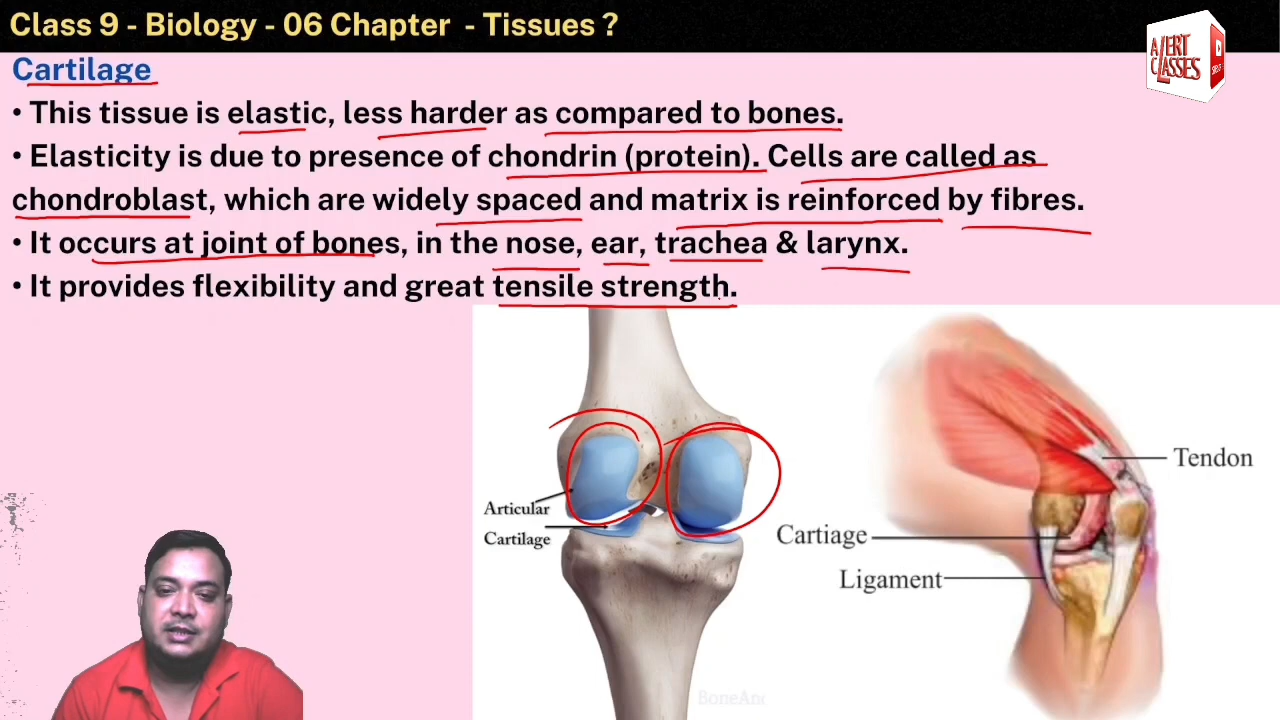 Class 9 - Biology - 06 Chapter - Tissues ?
ALERT
CLASSES
Cartilage
• This tissue is elastic, less harder as compared to bones.
• Elasticity is due to presence of chondrin (protein). Cells are called as
chondroblast, which are widely spaced and matrix is reinforced by fibres.
• It occurs at joint of bones, in the nose, ear, trachea & larynx.
• It provides flexibility and great tensile strength.
Articular
Cartilage
Tendon
Cartiage
Ligament